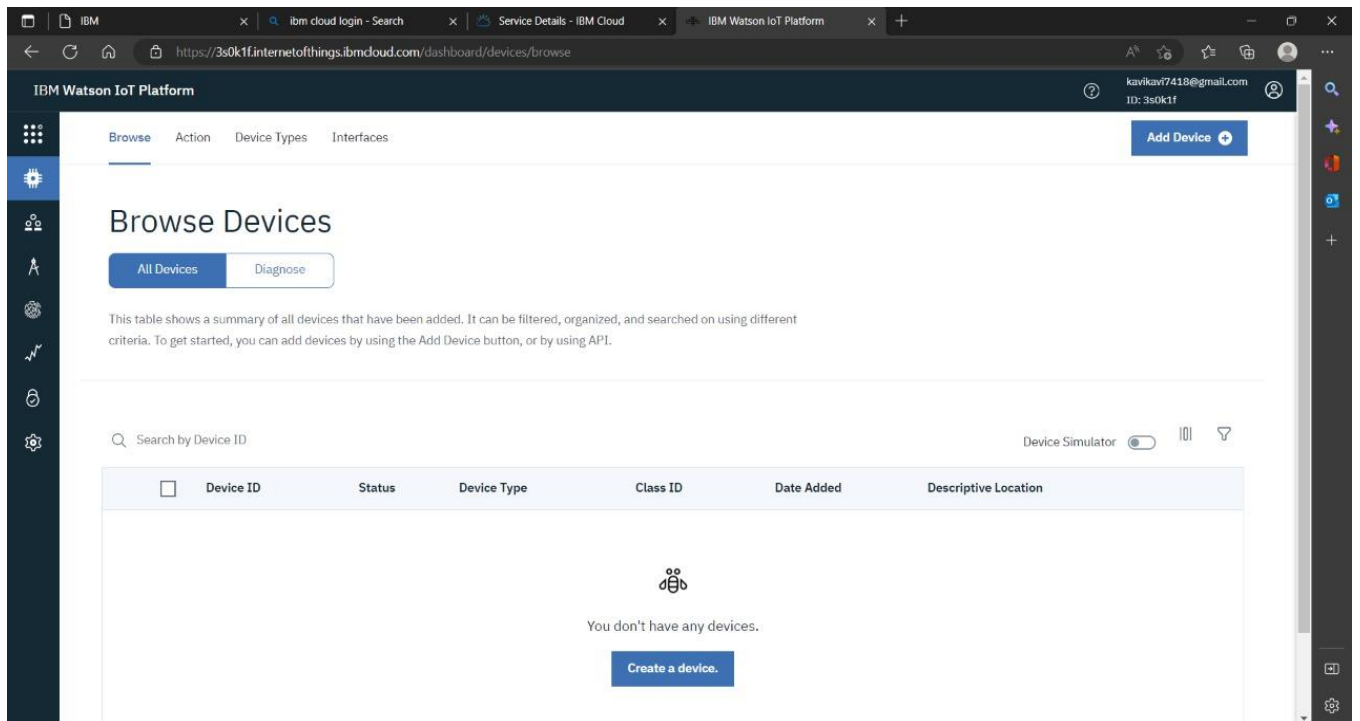 IBM
ibm cloud login - Search
Service Details - IBM Cloud
IBM Watson IoT Platform
https://3s0k1f.internetofthings.ibmcloud.com/dashboard/devices/browse
IBM Watson IoT Platform
kavikavi7418@gmail.com
ID: 3s0k1f
Browse Action Device Types Interfaces
Add Device
Browse Devices
All Devices Diagnose
This table shows a summary of all devices that have been added. It can be filtered, organized, and searched on using different
criteria. To get started, you can add devices by using the Add Device button, or by using API.
Search by Device ID
Device Simulator
Device ID Status Device Type Class ID Date Added Descriptive Location
You don't have any devices.
Create a device.